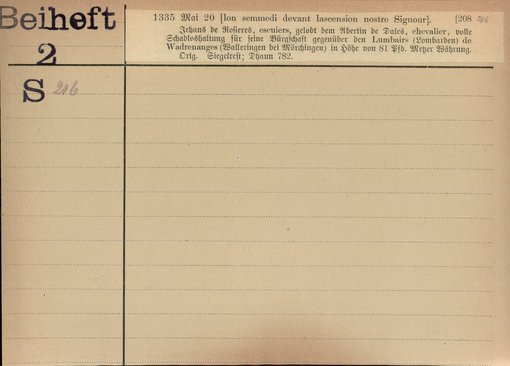 Beiheft
2
S 216
1335 Mai 20 [lon semmedi devant lascension nostre Signour]. [208
Jehans de Rosieres, escuiers, gelobt dem Abertin de Dales, chevalier, volle
Schadloshaltung für seine Bürgschaft gegenüber den Lumbairs (Lombarden) de
Wadrenanges (Walleringen bei Mörchingen) in Höhe von 81 Pfd. Metzer Währung.
Orig. Siegelrest; Dhaun 782.